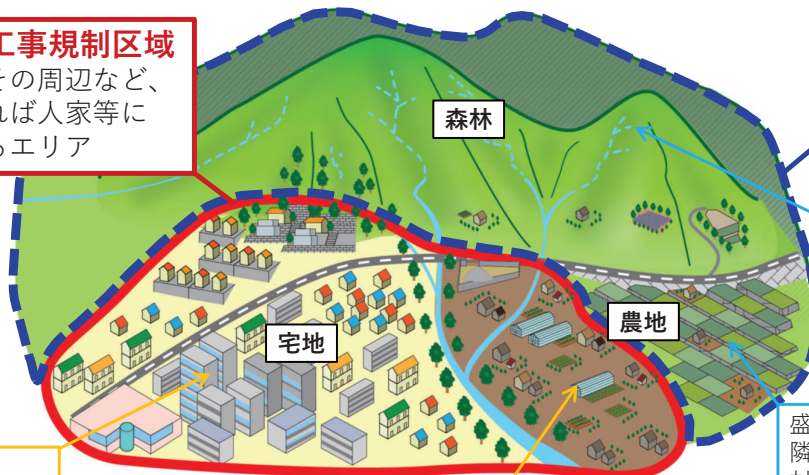 工事規制区域
その周辺など、
れば人家等に
るエリア
森林
農地
宅地
盛
隣